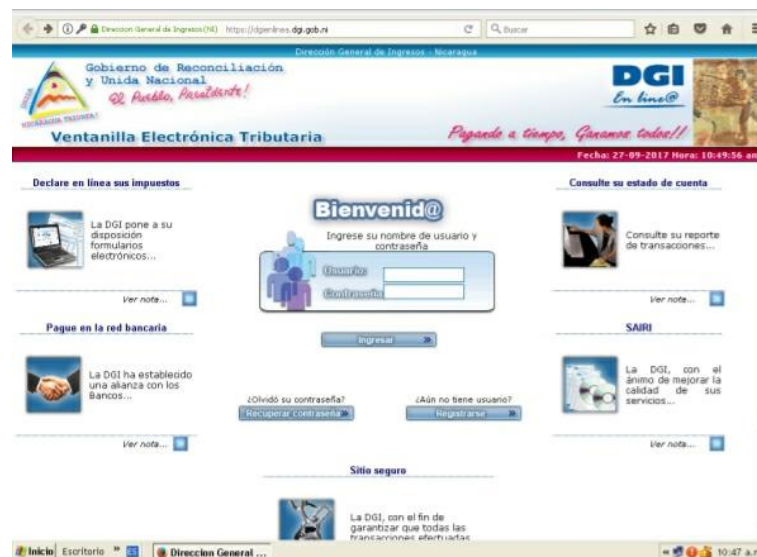 Direccion General de Ingresos (NI) https://dgienlinea.dgi.gob.ni Buscar
Dirección General de Ingresos - Nicaragua
Gobierno de Reconciliación
y Unida Nacional
El Pueblo, Presidente!
NICARAGUA TRIUNFA!
DGI
En line@
Ventanilla Electrónica Tributaria
Pagando a tiempo, Ganamos todos!!
Fecha: 27-09-2017 Hora: 10:49:56 am
Declare en línea sus impuestos
La DGI pone a su
disposición
formularios
electrónicos...
Ver nota...
Pague en la red bancaria
La DGI ha establecido
una alianza con los
Bancos...
Ver nota...
Bienvenid@
Ingrese su nombre de usuario y
contraseña
Usuario:
Contraseña:
Ingresar »
¿Olvidó su contraseña?
Recuperar contraseña»
¿Aún no tiene usuario?
Registrarse »
Sitio seguro
La DGI, con el fin de
garantizar que todas las
transacciones efectuadas
Consulte su estado de cuenta
Consulte su reporte
de transacciones...
Ver nota...
SAIRI
La DGI, con el
ánimo de mejorar la
calidad de sus
servicios...
Ver nota...
Inicio Escritorio » Direccion General ... « 10:47 a.m